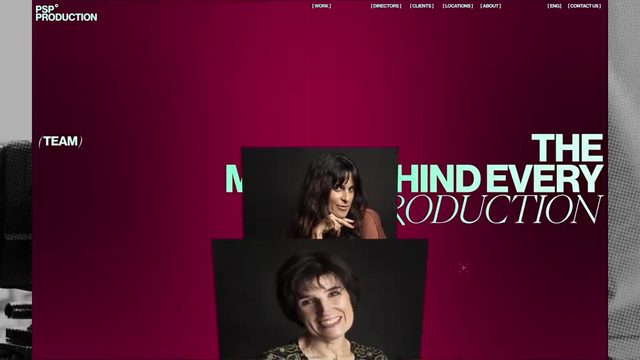 PSP°
PRODUCTION
[WORK]
[DIRECTORS]
[CLIENTS]
[LOCATIONS]
[ABOUT]
[ENG]
[CONTACT US]
(TEAM)
THE
M HIND EVERY
RODUCTION